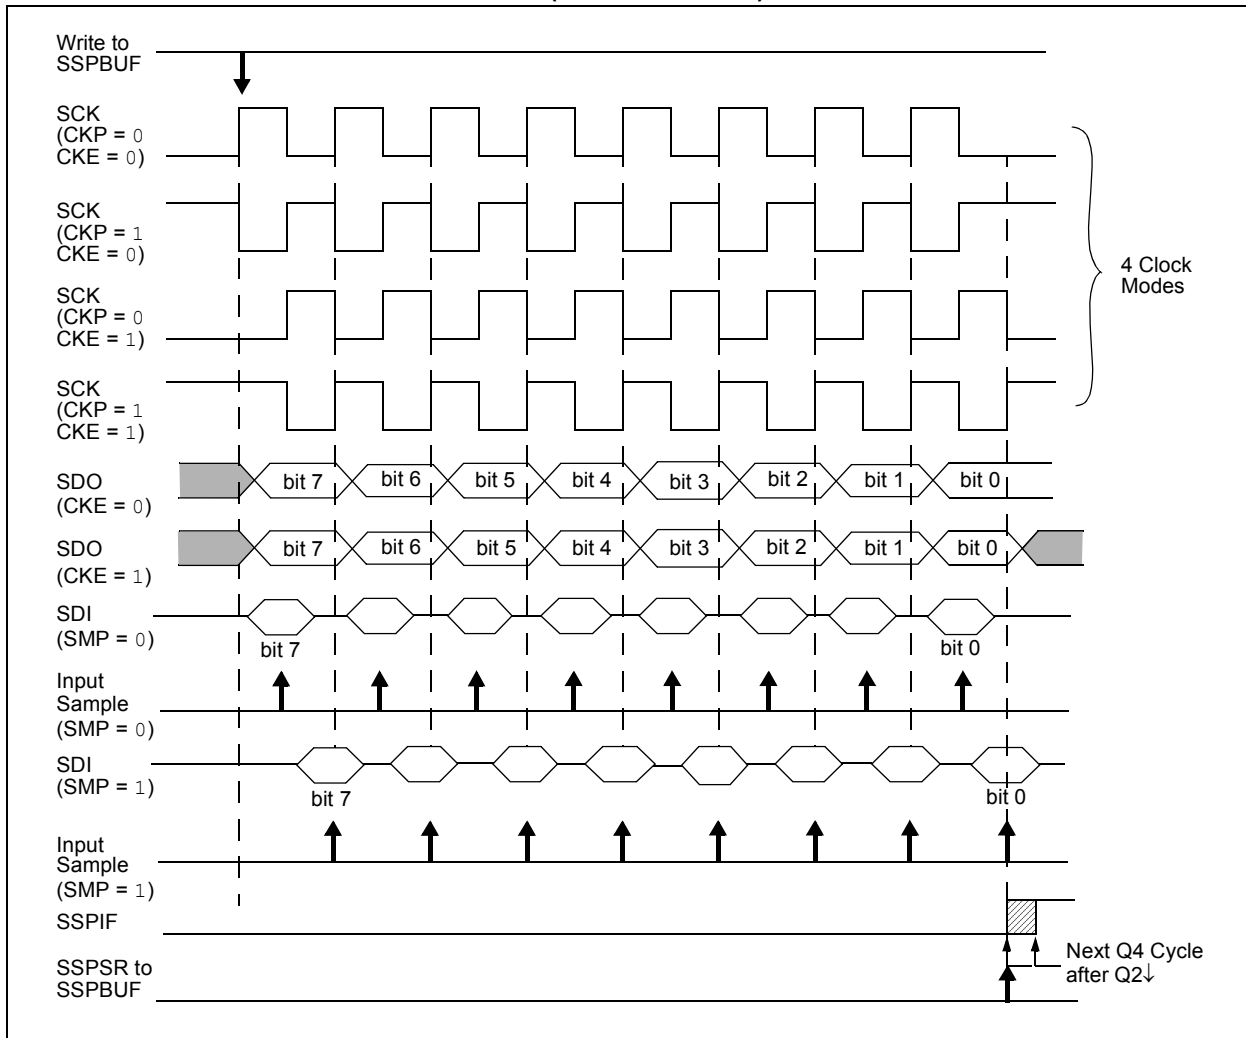 Write to
SSPBUF
SCK
(CKP = 0
CKE = 0)
SCK
(CKP = 1
CKE = 0)
SCK
(CKP = 0
CKE = 1)
SCK
(CKP = 1
CKE = 1)
4 Clock
Modes
SDO
(CKE = 0)
bit 7 bit 6 bit 5 bit 4 bit 3 bit 2 bit 1 bit 0
SDO
(CKE = 1)
bit 7 bit 6 bit 5 bit 4 bit 3 bit 2 bit 1 bit 0
SDI
(SMP = 0)
bit 7 bit 0
Input
Sample
(SMP = 0)
SDI
(SMP = 1)
bit 7 bit 0
Input
Sample
(SMP = 1)
SSPIF
Next Q4 Cycle
after Q2↓
SSPSR to
SSPBUF